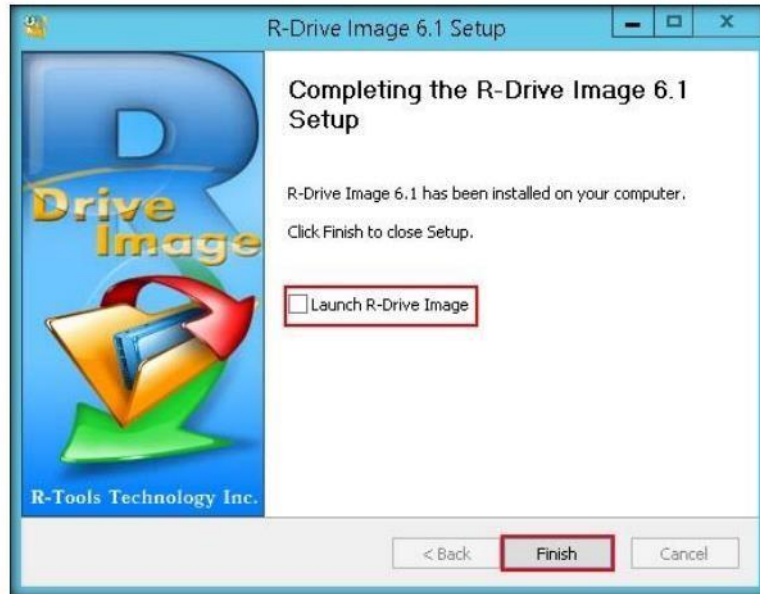 R-Drive Image 6.1 Setup
R
Drive
Image
R-Tools Technology Inc.
Completing the R-Drive Image 6.1
Setup
R-Drive Image 6.1 has been installed on your computer.
Click Finish to close Setup.
Launch R-Drive Image
< Back
Finish
Cancel